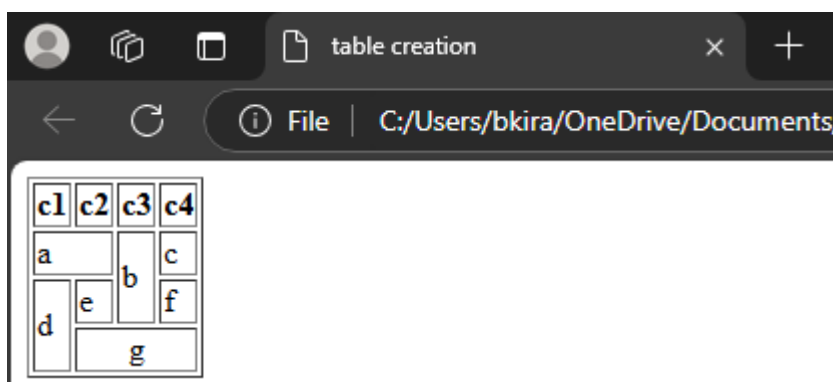 table creation
File C:/Users/bkira/OneDrive/Documents
c1 c2 c3 c4
a b c
d e f
g